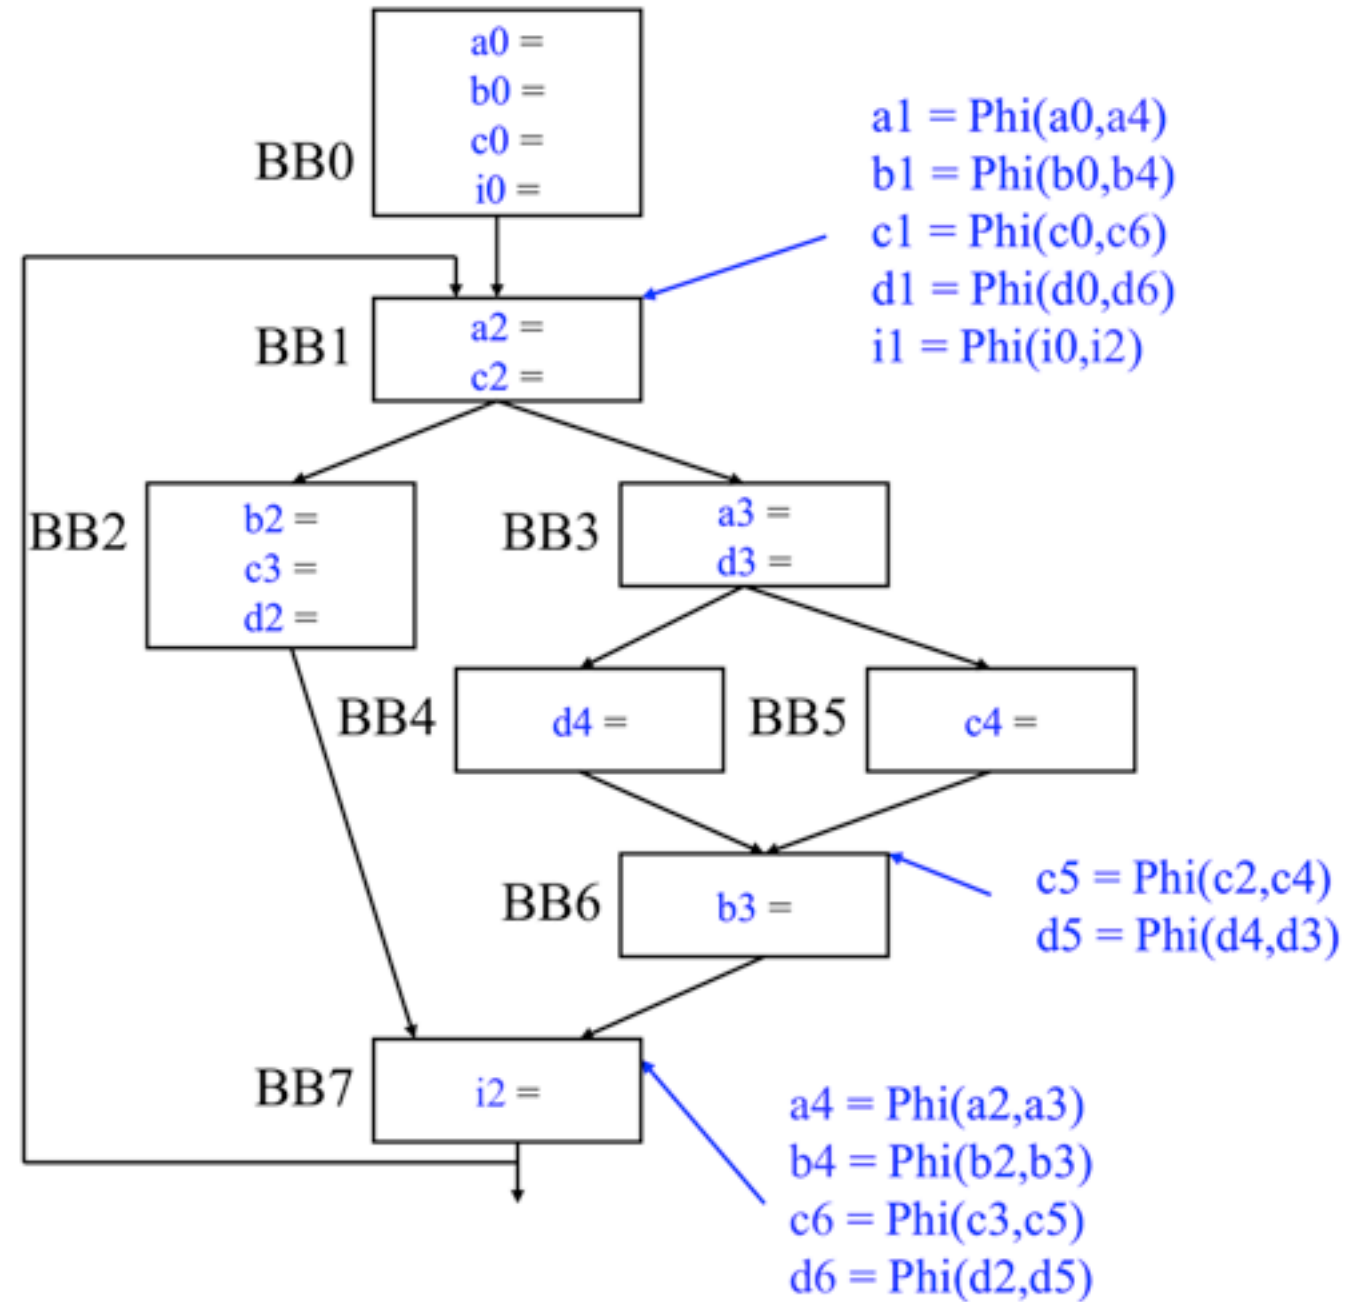 a0 =
b0 =
c0 =
i0 =
BB0
a1 = Phi(a0,a4)
b1 = Phi(b0,b4)
c1 = Phi(c0,c6)
d1 = Phi(d0,d6)
i1 = Phi(i0,i2)
BB1
a2 =
c2 =
BB2
b2 =
c3 =
d2 =
BB3
a3 =
d3 =
BB4
d4 =
BB5
c4 =
BB6
b3 =
c5 = Phi(c2,c4)
d5 = Phi(d4,d3)
BB7
i2 =
a4 = Phi(a2,a3)
b4 = Phi(b2,b3)
c6 = Phi(c3,c5)
d6 = Phi(d2,d5)